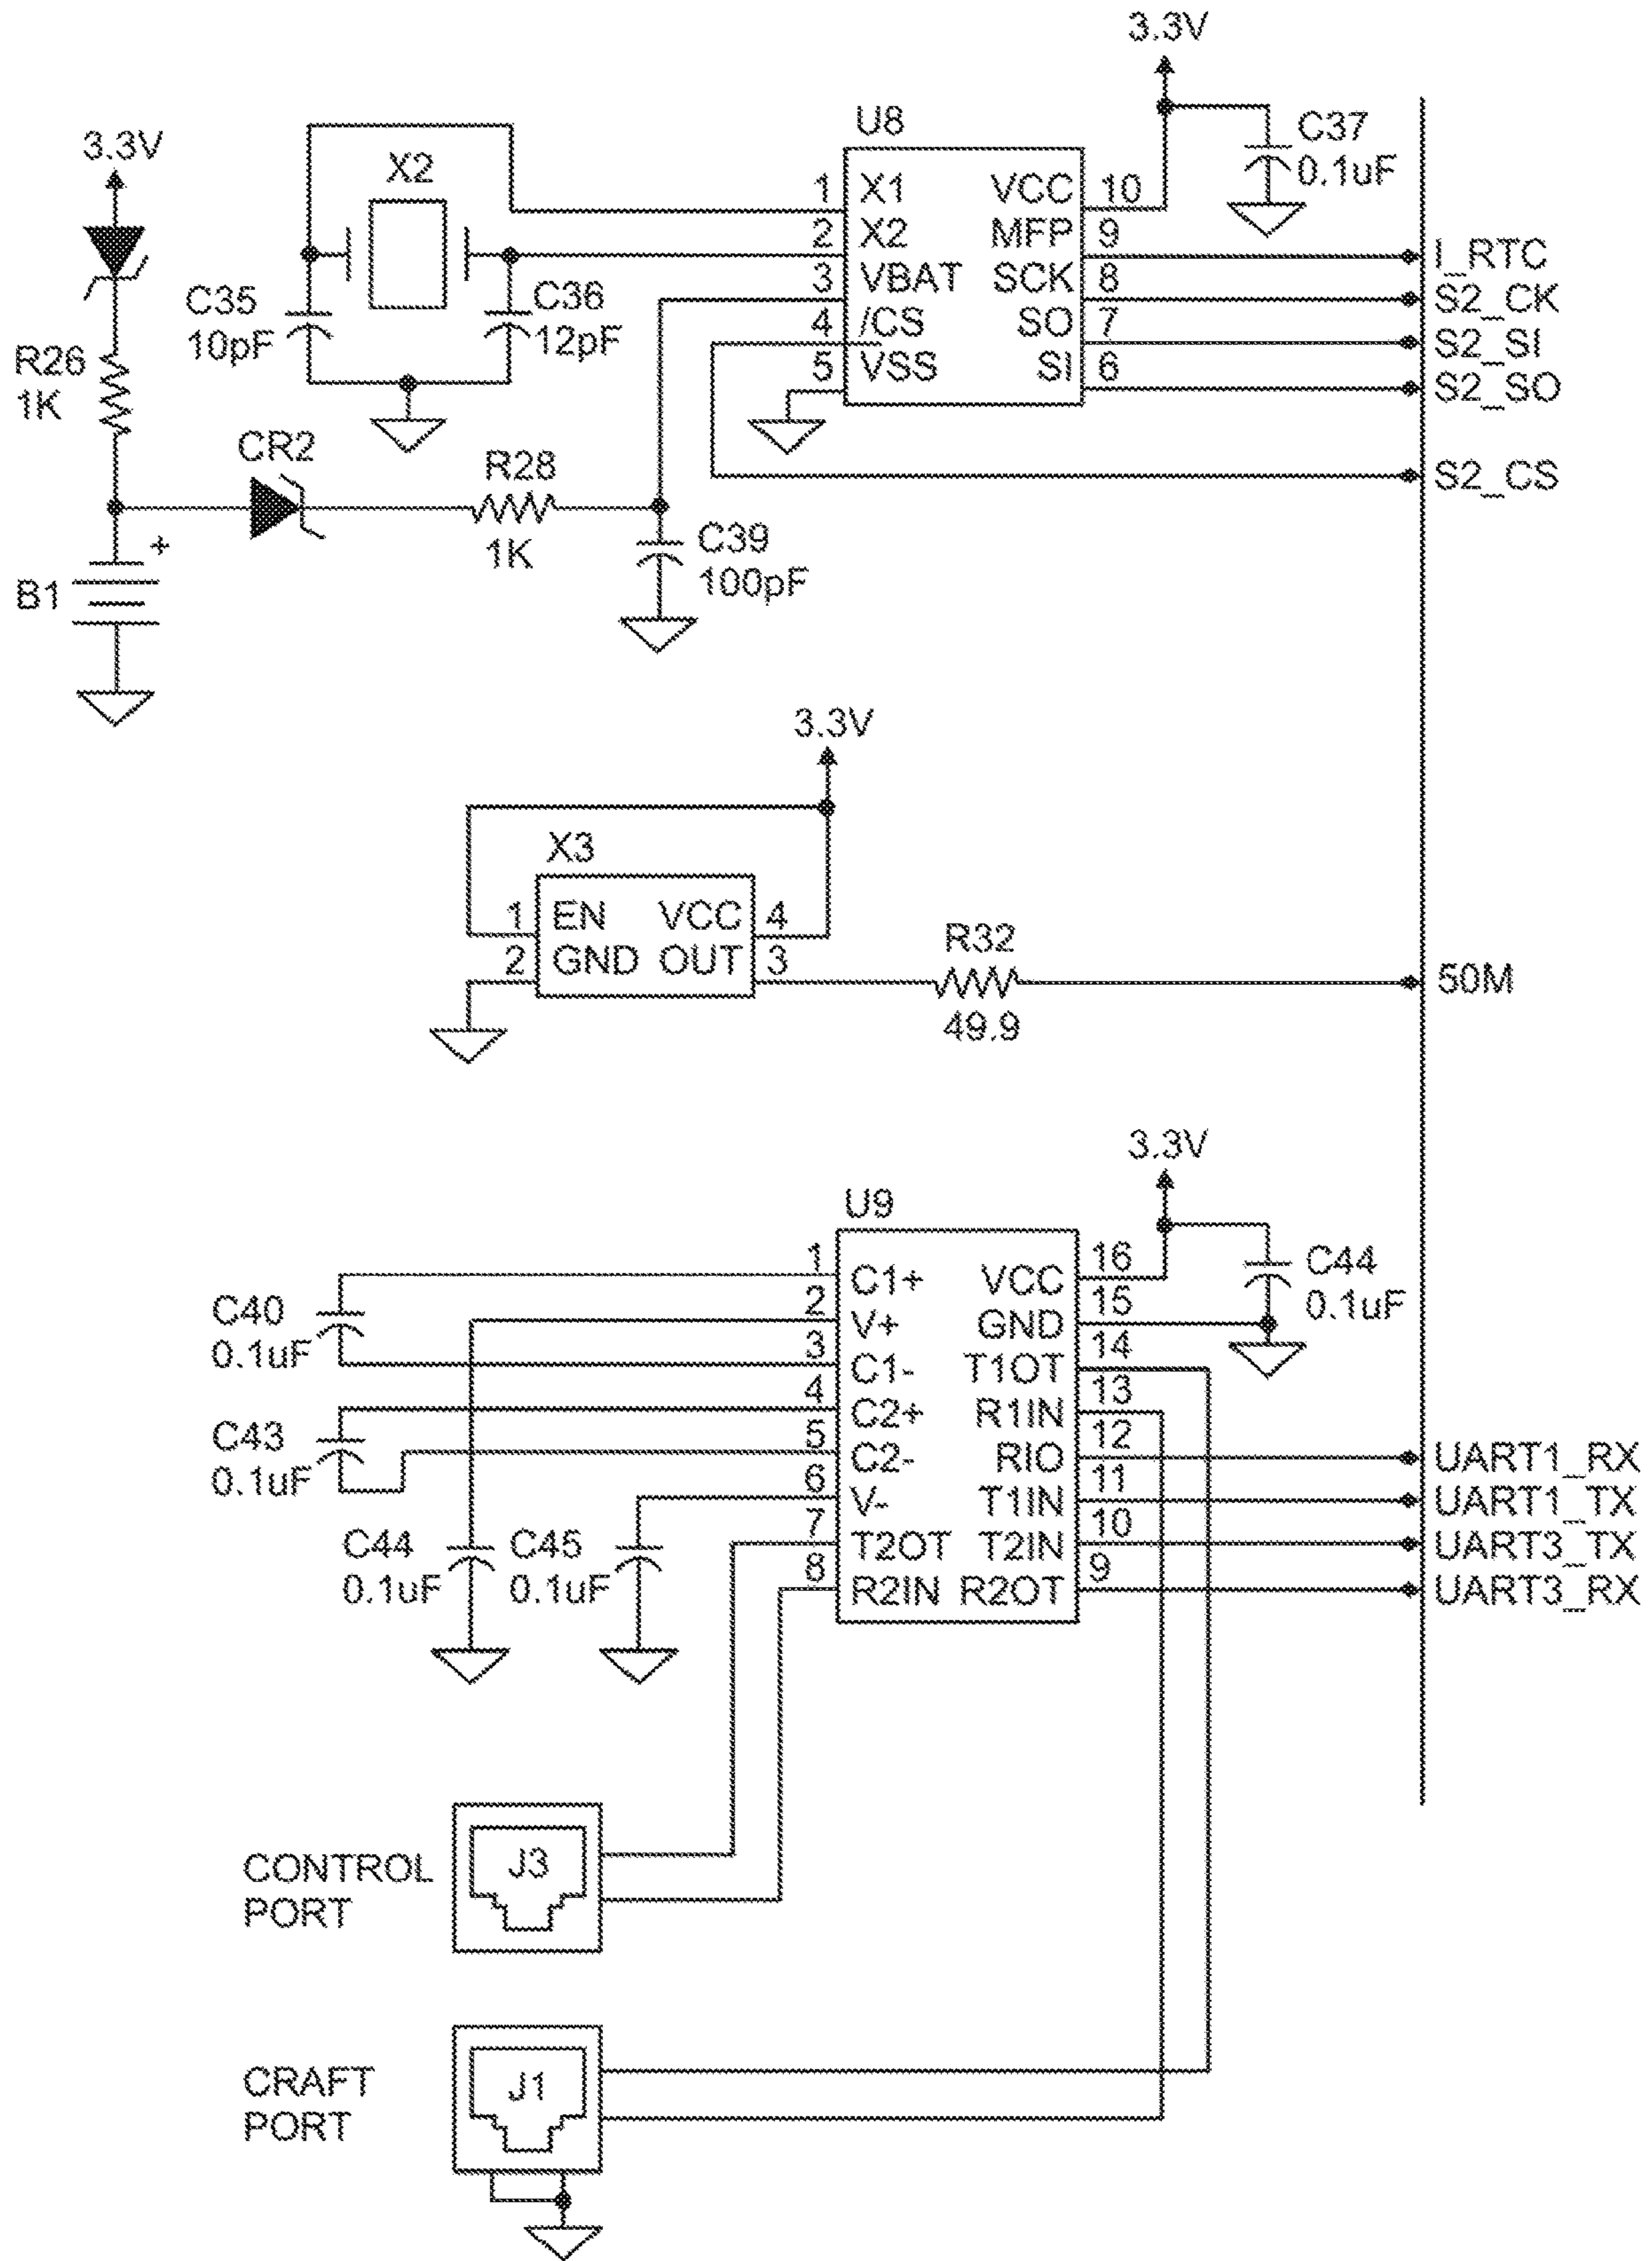 3.3V
U8
C37
0.1uF
3.3V
X2
1 X1 VCC 10
2 X2 MFP 9
3 VBAT SCK 8
4 /CS SO 7
5 VSS SI 6
I_RTC
S2_CK
S2_SI
S2_SO
S2_CS
C35
10pF
C36
12pF
R26
1K
CR2
R28
1K
C39
100pF
+
B1
3.3V
X3
1 EN VCC 4
2 GND OUT 3
R32
49.9
50M
3.3V
U9
C44
0.1uF
1 C1+ VCC 16
2 V+ GND 15
3 C1- T1OT 14
4 C2+ R1IN 13
5 C2- RIO 12
6 V- T1IN 11
7 T2OT T2IN 10
8 R2IN R2OT 9
C40
0.1uF
C43
0.1uF
C44
0.1uF
C45
0.1uF
UART1_RX
UART1_TX
UART3_TX
UART3_RX
CONTROL
PORT
J3
CRAFT
PORT
J1